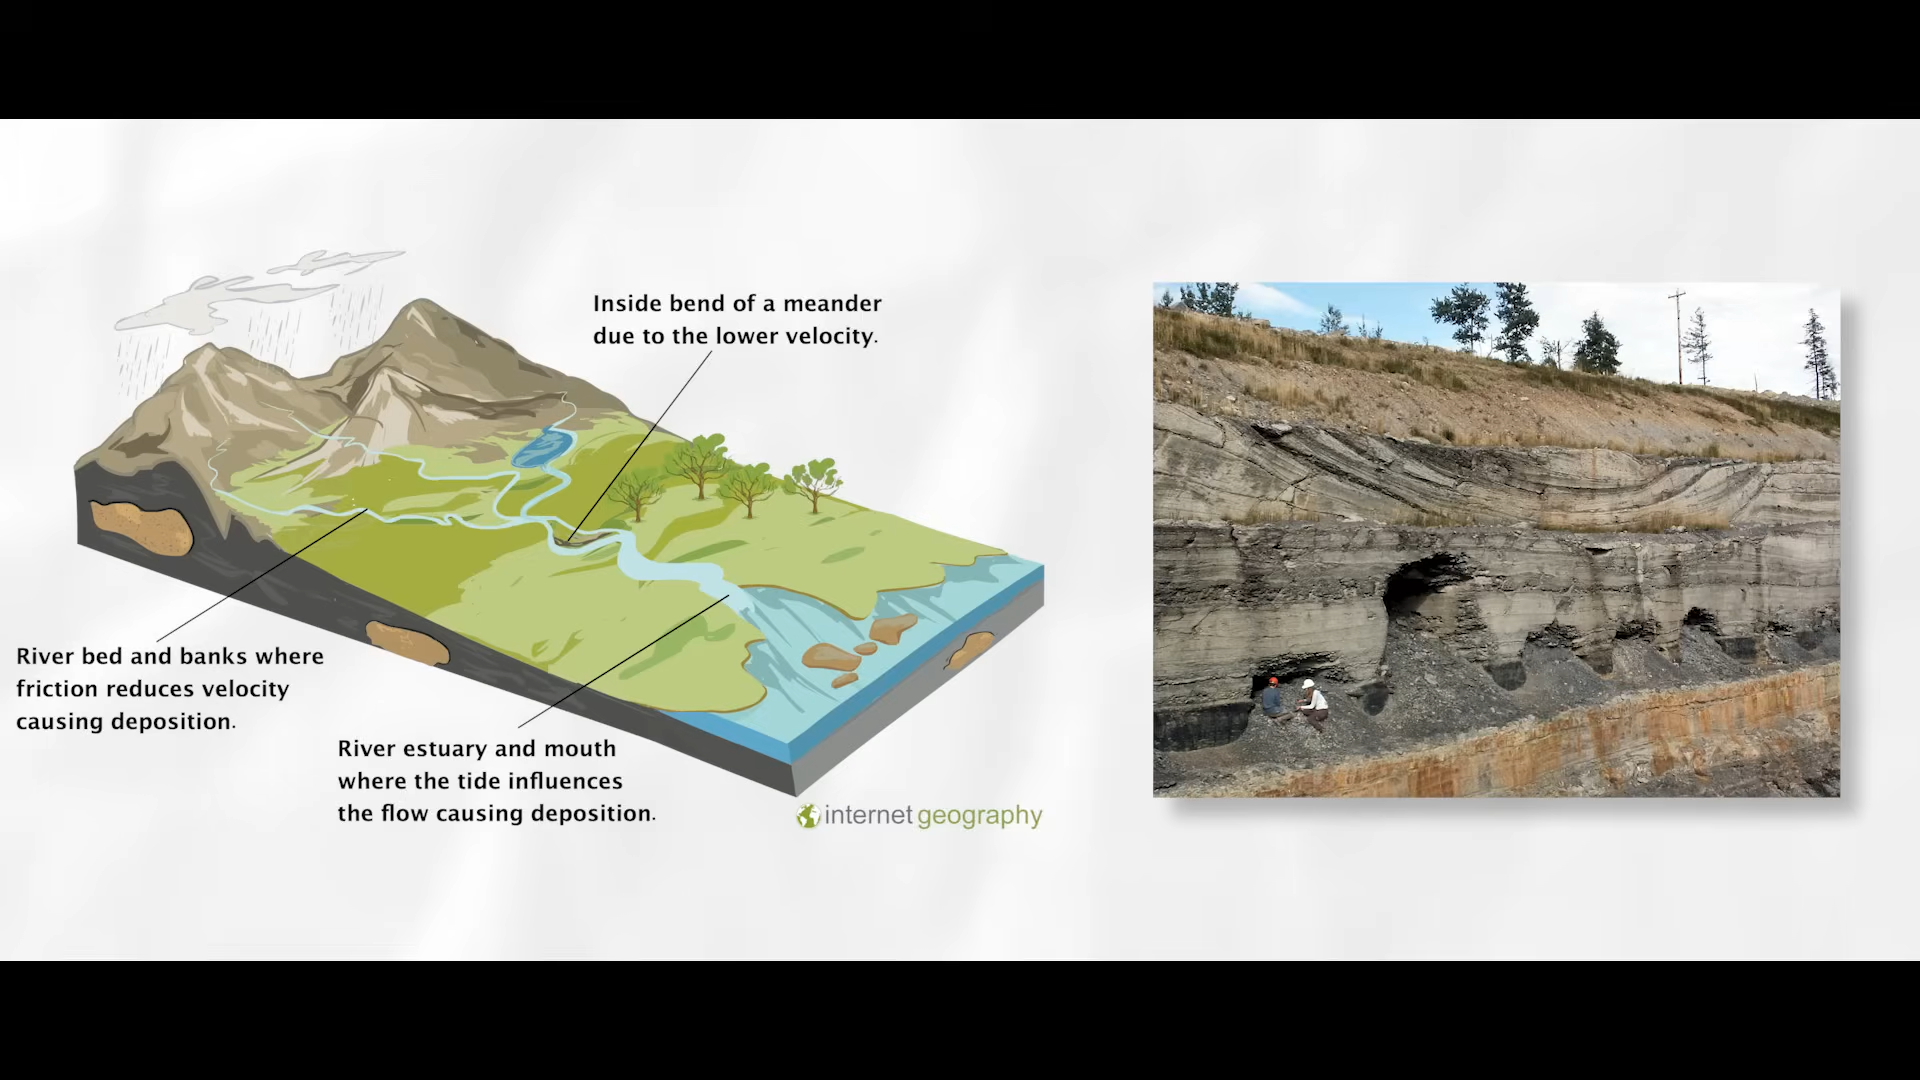 Inside bend of a meander
due to the lower velocity.
River bed and banks where
friction reduces velocity
causing deposition.
River estuary and mouth
where the tide influences
the flow causing deposition.
internet geography